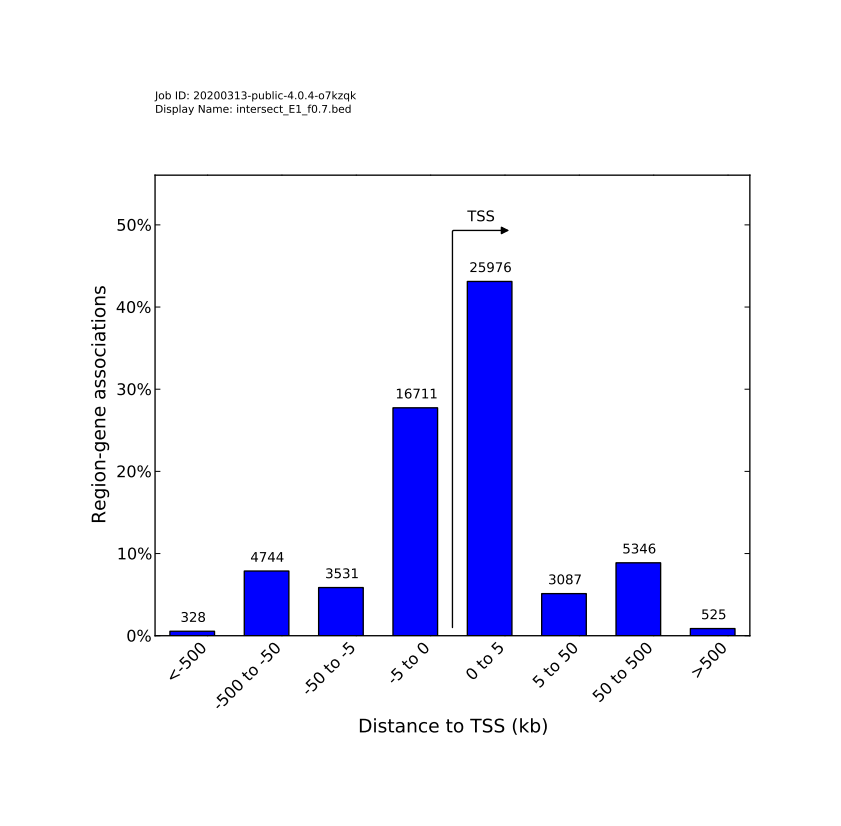 Job ID: 20200313-public-4.0.4-o7kzqk
Display Name: intersect_E1_f0.7.bed
50%
40%
30%
20%
10%
0%
Region-gene associations
TSS
328
4744
3531
16711
25976
3087
5346
525
<-500
-500 to -50
-50 to -5
-5 to 0
0 to 5
5 to 50
50 to 500
>500
Distance to TSS (kb)